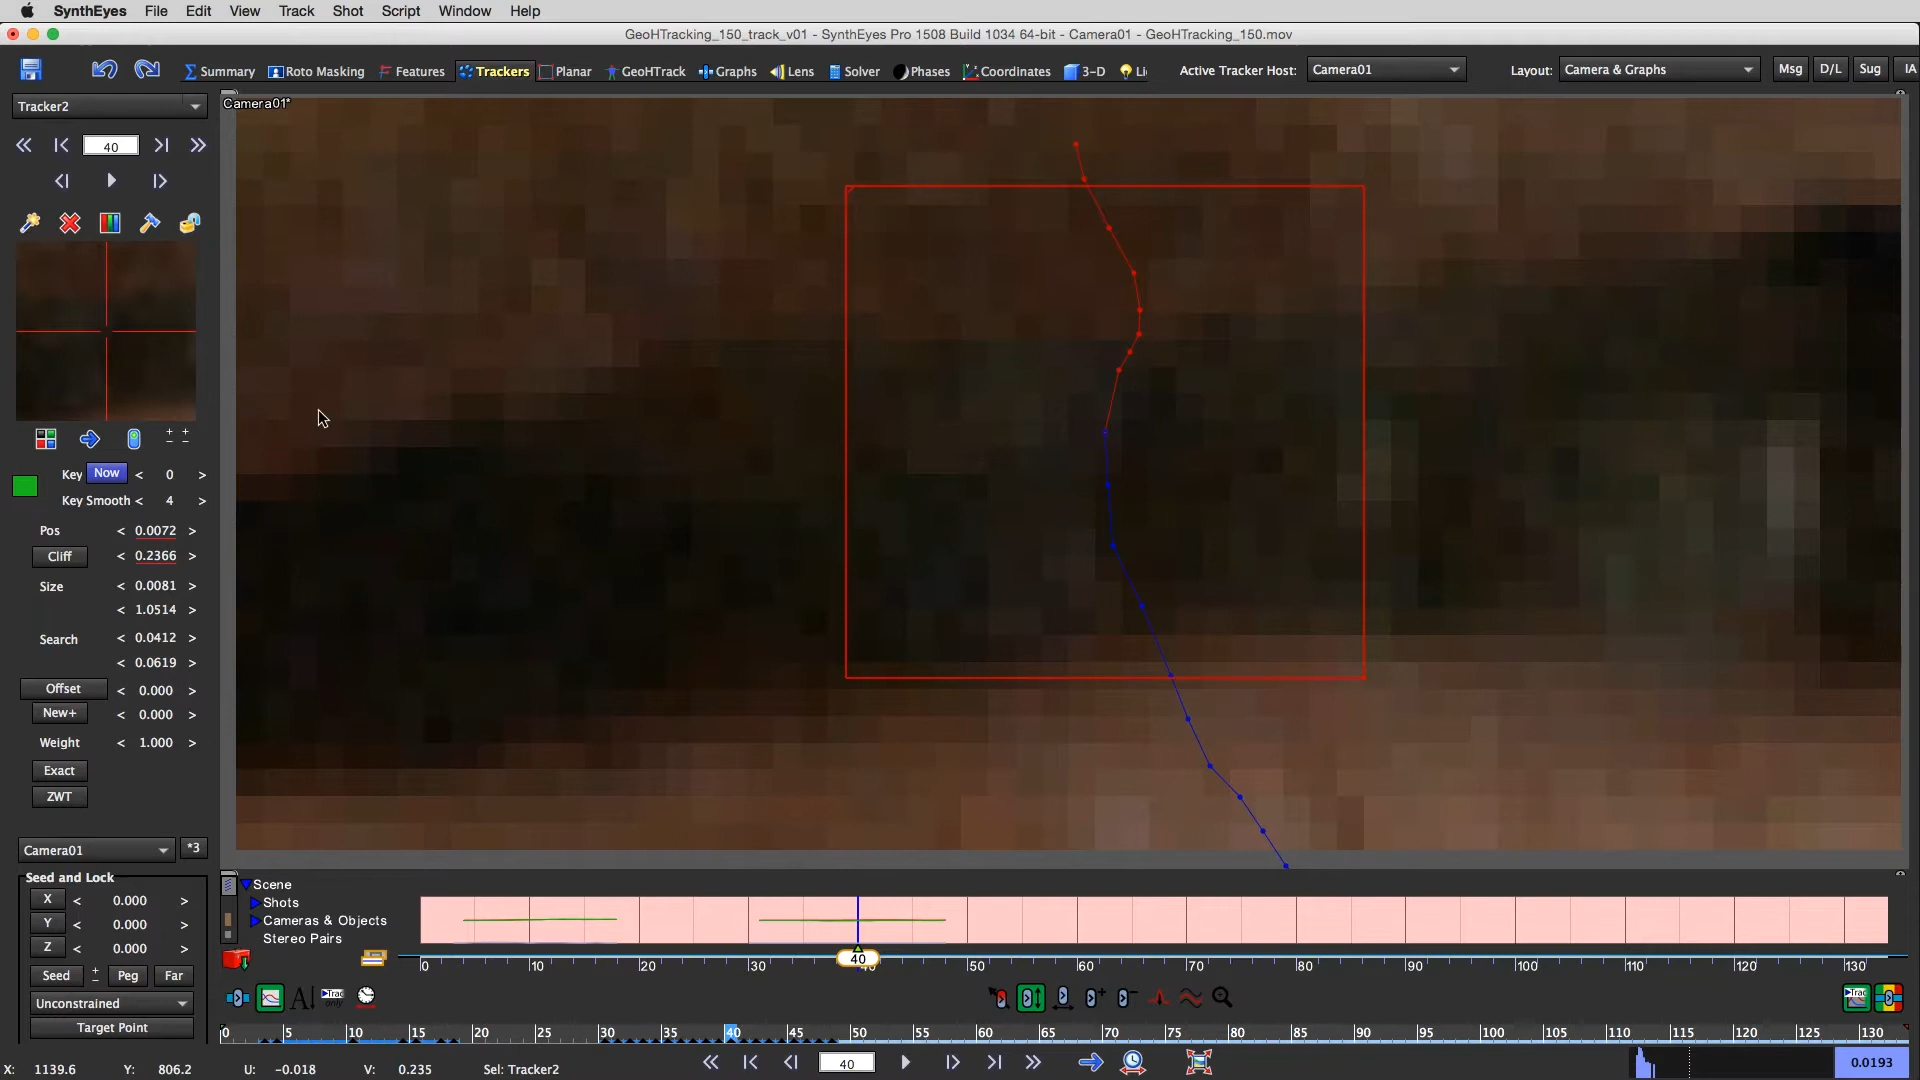 SynthEyes File Edit View Track Shot Script Window Help
GeoHTracking_150_track_v01 - SynthEyes Pro 1508 Build 1034 64-bit - Camera01 - GeoHTracking_150.mov
Summary Roto Masking Features Trackers Planar GeoHTrack Graphs Lens Solver Phases Coordinates 3-D Li Active Tracker Host: Camera01 Layout: Camera & Graphs Msg D/L Sug IA
Tracker2
Camera01*
40
Key Now < 0 >
Key Smooth < 4 >
Pos < 0.0072 >
Cliff < 0.2366 >
Size < 0.0081 >
< 1.0514 >
Search < 0.0412 >
< 0.0619 >
Offset < 0.000 >
New+ < 0.000 >
Weight < 1.000 >
Exact
ZWT
Camera01 *3
Seed and Lock
X < 0.000 >
Y < 0.000 >
Z < 0.000 >
Seed Peg Far
Unconstrained
Target Point
Scene
Shots
Cameras & Objects
Stereo Pairs
0 10 20 30 40 50 60 70 80 90 100 110 120 130
40
0 5 10 15 20 25 30 35 40 45 50 55 60 65 70 75 80 85 90 95 100 105 110 115 120 125 130
40
X: 1139.6 Y: 806.2 U: -0.018 V: 0.235 Sel: Tracker2
0.0193